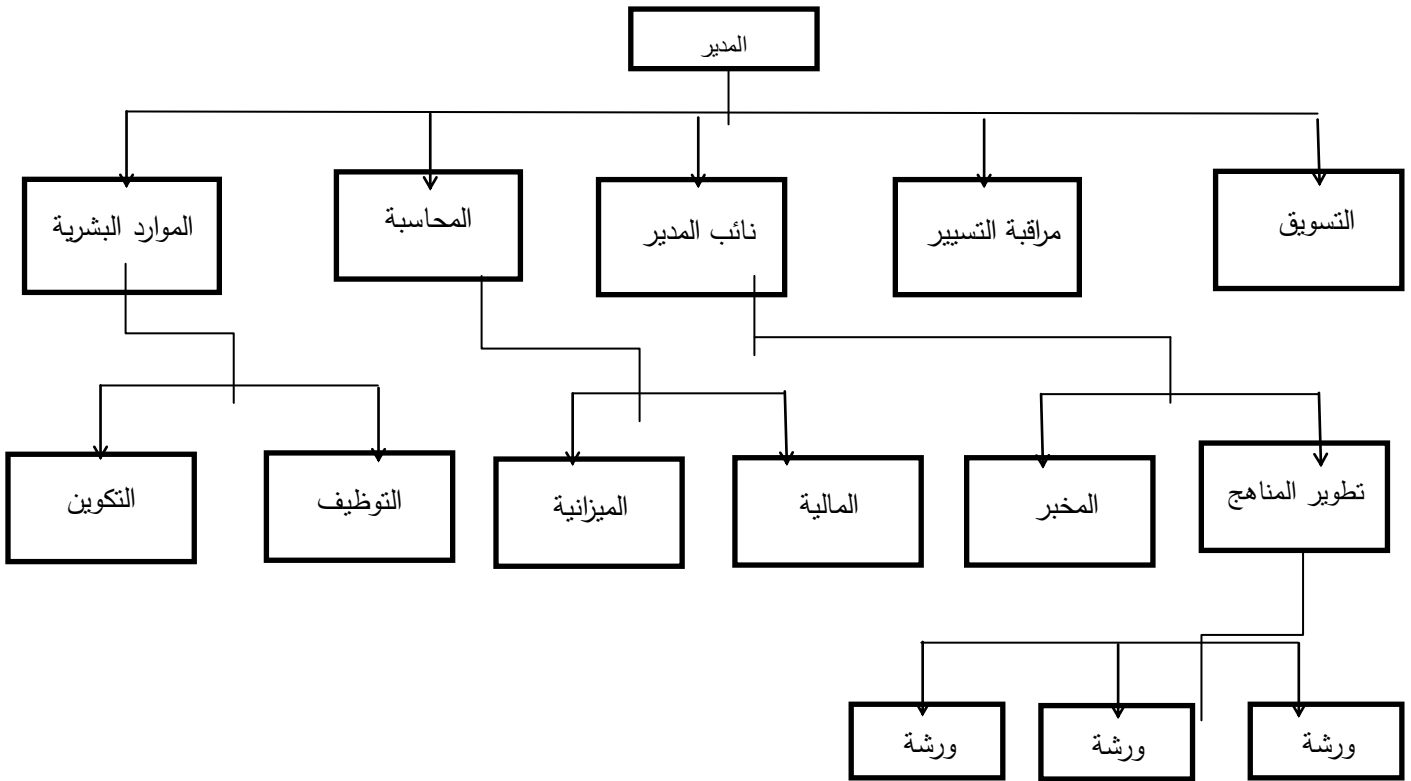 المدير
التسويق
مراقبة التسيير
نائب المدير
المحاسبة
الموارد البشرية
تطوير المناهج
المخبر
المالية
الميزانية
التوظيف
التكوين
ورشة
ورشة
ورشة